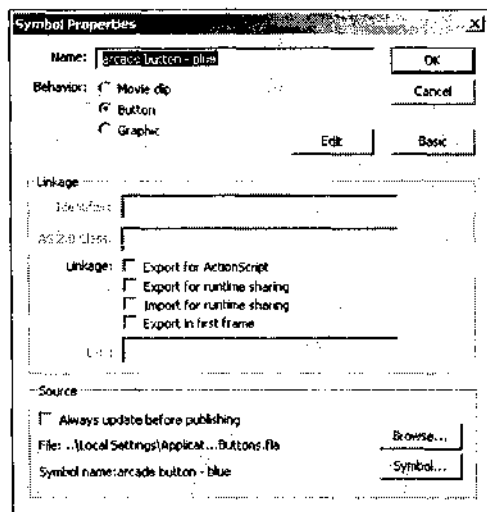 Symbol Properties
Name: arcade button - blue
OK
Behavior: Movie clip
Cancel
Button
Graphic
Edit
Basic
Linkage
Identifier:
AS 2.0 Class:
Linkage: Export for ActionScript
Export for runtime sharing
Import for runtime sharing
Export in first frame
Source
Always update before publishing
File: ..\Local Settings\Applicat...Buttons.fla
Browse...
Symbol name: arcade button - blue
Symbol...